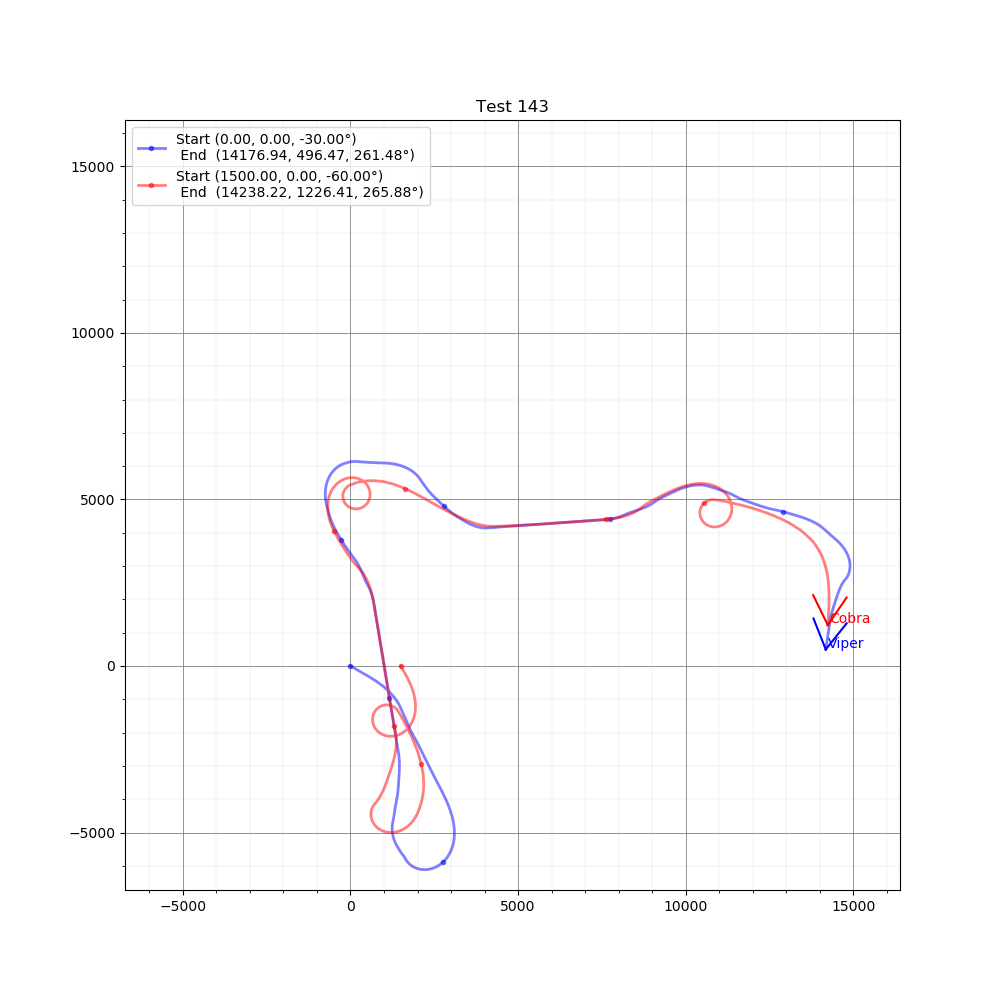 Test 143
Start (0.00, 0.00, -30.00°)
End (14176.94, 496.47, 261.48°)
Start (1500.00, 0.00, -60.00°)
End (14238.22, 1226.41, 265.88°)
15000
10000
5000
0
−5000
Cobra
Viper
−5000
0
5000
10000
15000